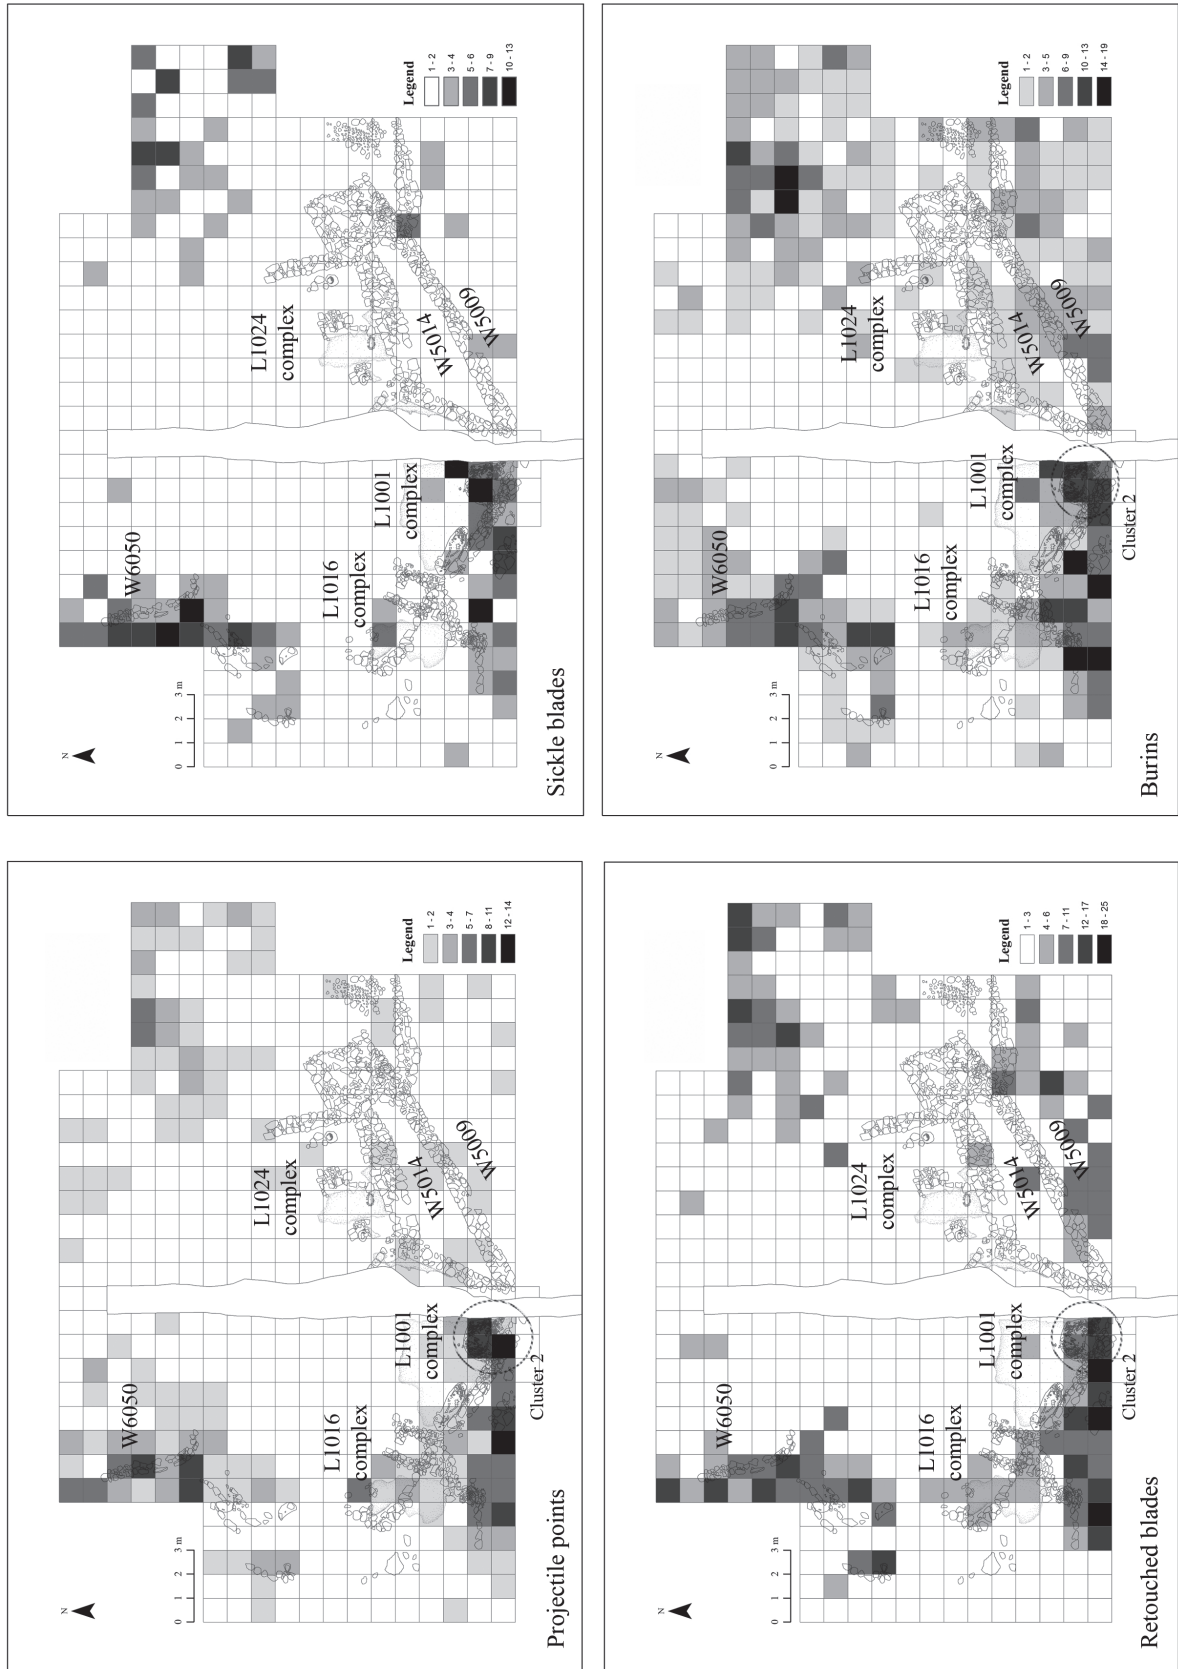 N
0 1 2 3 m
W6050
L1024
complex
L1016
complex
L1001
complex
W5014
W5009
Legend
1 - 2
3 - 4
5 - 6
7 - 9
10 - 13
Sickle blades
N
0 1 2 3 m
W6050
L1024
complex
L1016
complex
L1001
complex
W5014
W5009
Cluster 2
Legend
1 - 2
3 - 5
6 - 9
10 - 13
14 - 19
Burins
N
0 1 2 3 m
W6050
L1024
complex
L1016
complex
L1001
complex
W5014
W5009
Cluster 2
Legend
1 - 2
3 - 4
5 - 7
8 - 11
12 - 14
Projectile points
N
0 1 2 3 m
W6050
L1024
complex
L1016
complex
L1001
complex
W5014
W5009
Cluster 2
Legend
1 - 3
4 - 6
7 - 11
12 - 17
18 - 25
Retouched blades